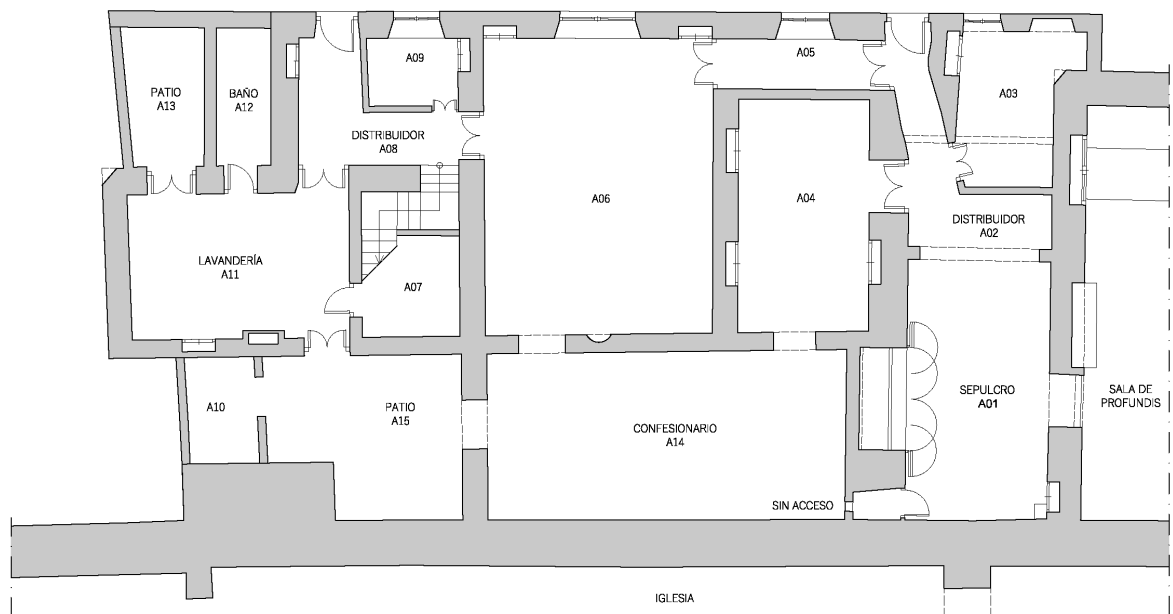 A05
A09
PATIO
A13
BAÑO
A12
A03
DISTRIBUIDOR
A08
A06
A04
DISTRIBUIDOR
A02
LAVANDERÍA
A11
A07
SEPULCRO
A01
SALA DE
PROFUNDIS
A10
PATIO
A15
CONFESIONARIO
A14
SIN ACCESO
IGLESIA